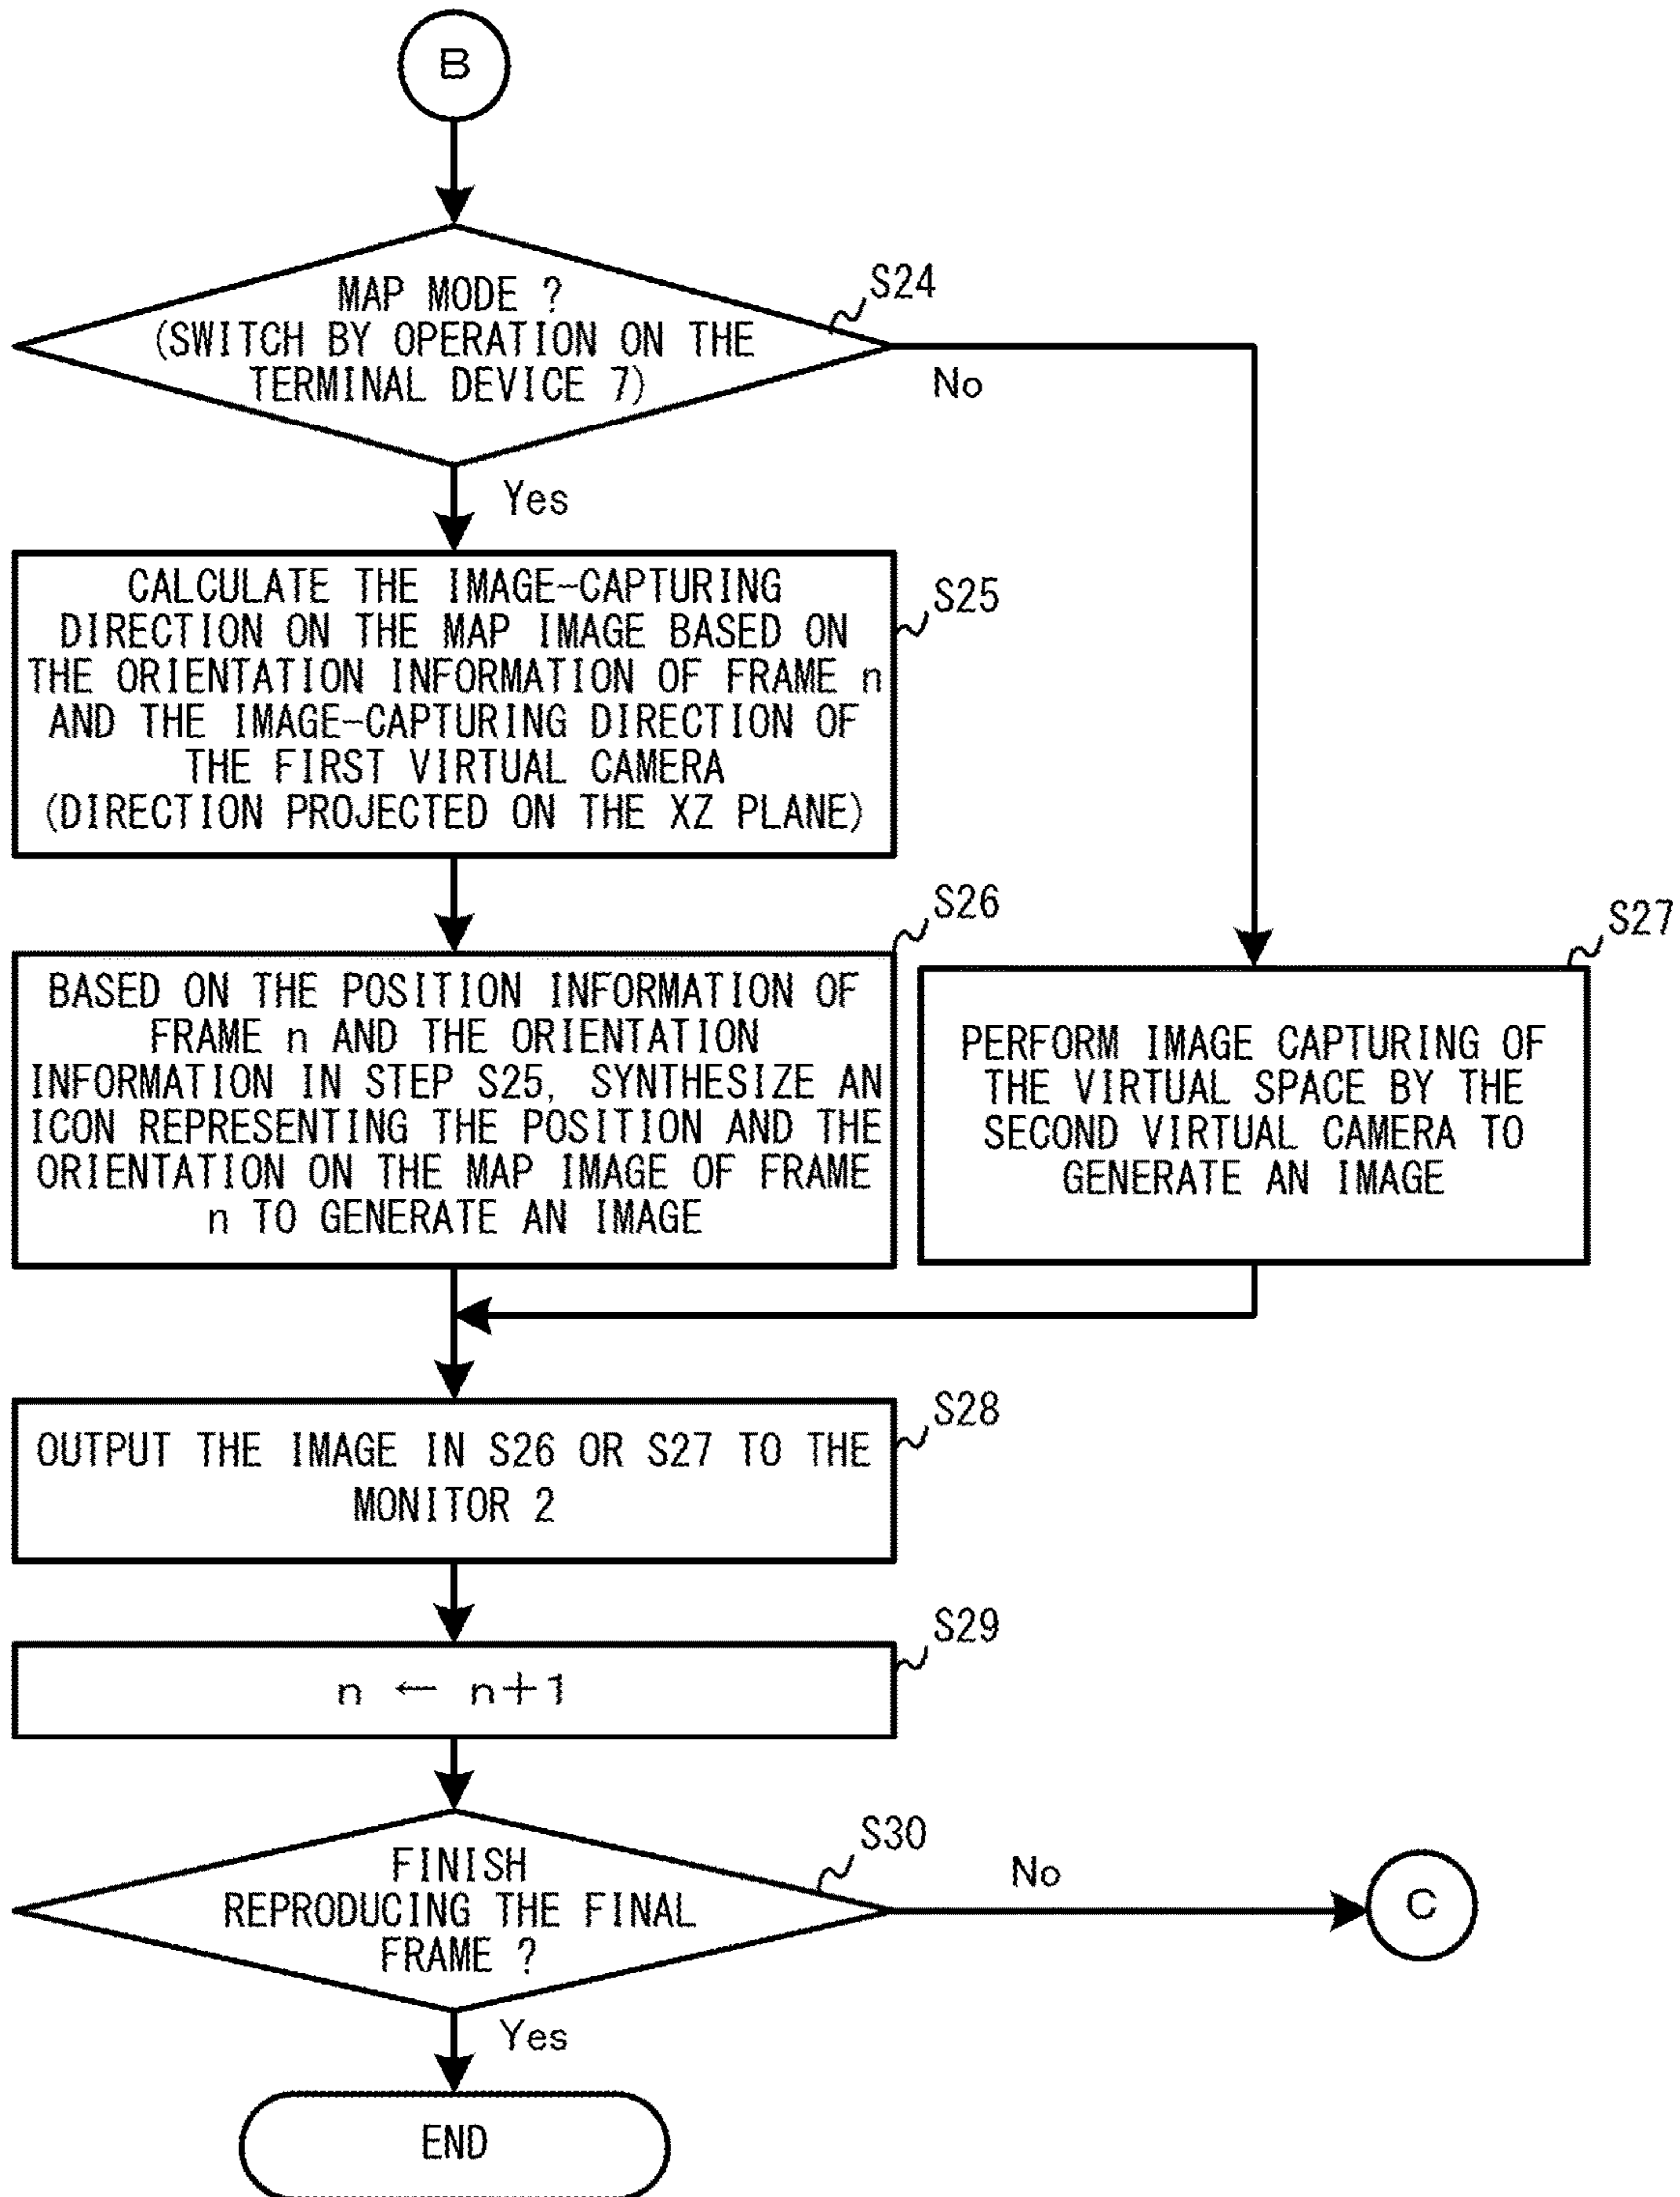 B
MAP MODE ?
(SWITCH BY OPERATION ON THE
TERMINAL DEVICE 7)
S24
No
Yes
CALCULATE THE IMAGE-CAPTURING
DIRECTION ON THE MAP IMAGE BASED ON
THE ORIENTATION INFORMATION OF FRAME n
AND THE IMAGE-CAPTURING DIRECTION OF
THE FIRST VIRTUAL CAMERA
(DIRECTION PROJECTED ON THE XZ PLANE)
S25
BASED ON THE POSITION INFORMATION OF
FRAME n AND THE ORIENTATION
INFORMATION IN STEP S25, SYNTHESIZE AN
ICON REPRESENTING THE POSITION AND THE
ORIENTATION ON THE MAP IMAGE OF FRAME
n TO GENERATE AN IMAGE
S26
PERFORM IMAGE CAPTURING OF
THE VIRTUAL SPACE BY THE
SECOND VIRTUAL CAMERA TO
GENERATE AN IMAGE
S27
OUTPUT THE IMAGE IN S26 OR S27 TO THE
MONITOR 2
S28
n ← n+1
S29
FINISH
REPRODUCING THE FINAL
FRAME ?
S30
No
C
Yes
END